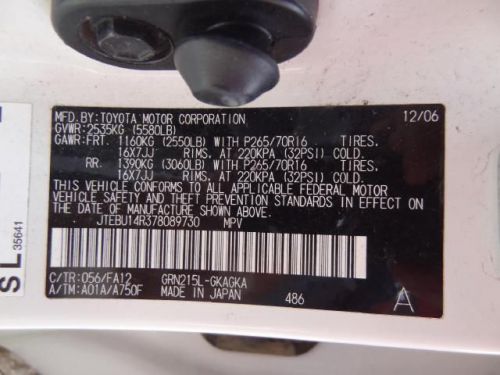 MFD.BY:TOYOTA MOTOR CORPORATION 12/06
GVWR:2535KG (5580LB)
GAWR:FRT. 1160KG (2550LB) WITH P265/70R16 TIRES.
16X7JJ RIMS. AT 220KPA (32PSI) COLD.
RR. 1390KG (3060LB) WITH P265/70R16 TIRES.
16X7JJ RIMS. AT 220KPA (32PSI) COLD.
THIS VEHICLE CONFORMS TO ALL APPLICABLE FEDERAL MOTOR
VEHICLE SAFETY AND THEFT PREVENTION STANDARDS IN EFFECT
ON THE DATE OF MANUFACTURE SHOWN ABOVE.
JTEBU14R378089730 MPV
C/TR:056/FA12 GRN215L-GKAGKA
A/TM:A01A/A750F MADE IN JAPAN 486 A
SL
35641